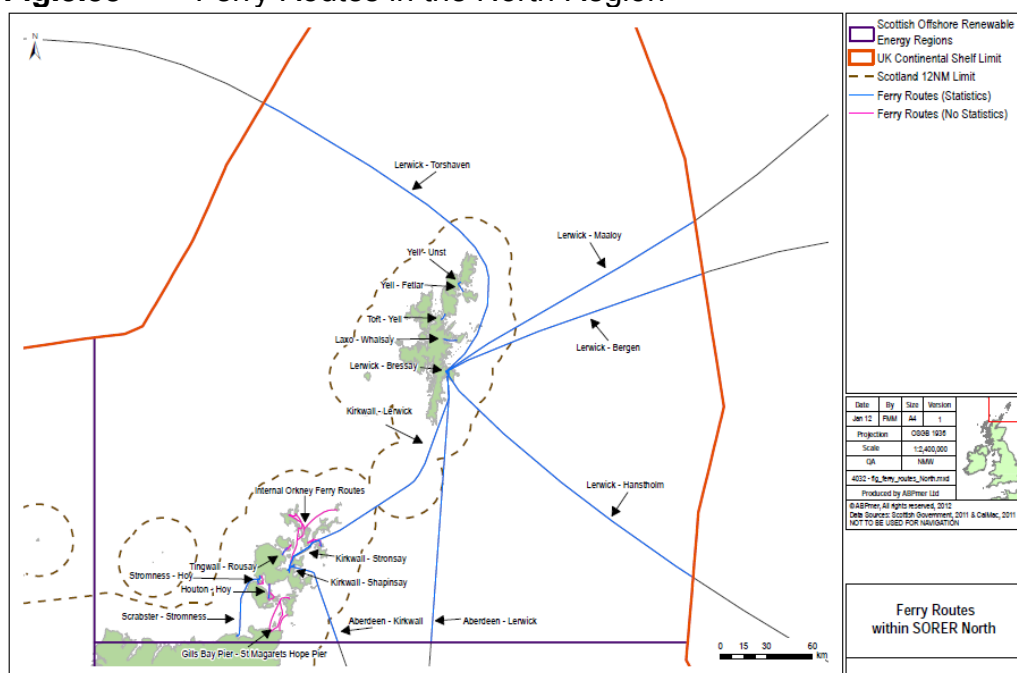 Ferry Routes in the North Region
N
Lerwick - Torshaven
Lerwick - Maaloy
Yell - Unst
Yell - Fetlar
Toft - Yell
Laxo - Whalsay
Lerwick - Bergen
Lerwick - Bressay
Kirkwall - Lerwick
Lerwick - Hanstholm
Internal Orkney Ferry Routes
Kirkwall - Stronsay
Tingwall - Rousay
Stromness - Hoy
Kirkwall - Shapinsay
Houton - Hoy
Scrabster - Stromness
Aberdeen - Kirkwall
Aberdeen - Lerwick
Gills Bay Pier - St Magarets Hope Pier
0 15 30 60
km
Scottish Offshore Renewable
Energy Regions
UK Continental Shelf Limit
Scotland 12NM Limit
Ferry Routes (Statistics)
Ferry Routes (No Statistics)
Date By Size Version
Jan 12 FMM A4 1
Projection OSGB 1936
Scale 1:2,400,000
QA NMW
4032 - fig_ferry_routes_North.mxd
Produced by ABPmer Ltd
©ABPmer, All rights reserved, 2012
Data Sources: Scottish Government, 2011 & CalMac, 2011
NOT TO BE USED FOR NAVIGATION
Ferry Routes
within SORER North